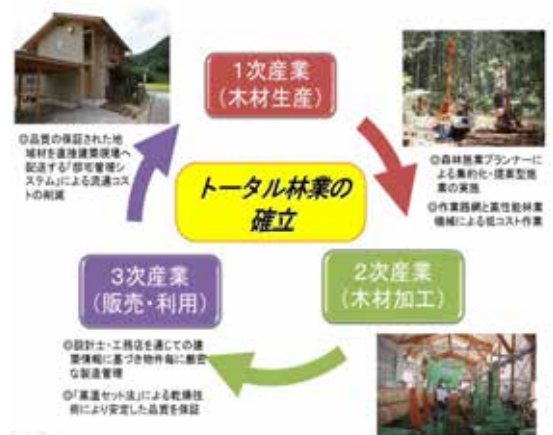 1次産業
(木材生産)
◎品質の保証された地
域材を直接建築現場へ
配送する「邸宅管理シ
ステム」による流通コス
トの削減
◎森林施業プランナー
による集約化・提案型施
業の実施
◎作業路網と高性能林業
機械による低コスト作業
トータル林業の
確立
3次産業
(販売・利用)
2次産業
(木材加工)
◎設計士・工務店を通じての建
築情報に基づき物件毎に厳密
な製造管理
◎「高温セット法」による乾燥技
術により安定した品質を保証